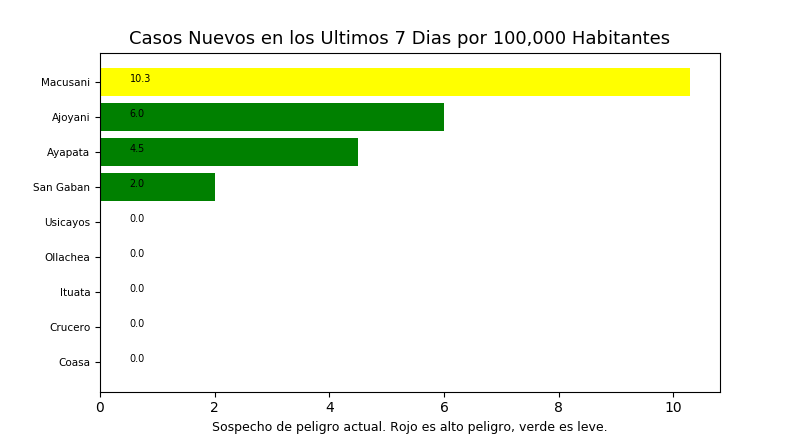 Casos Nuevos en los Ultimos 7 Dias por 100,000 Habitantes
Macusani 10.3
Ajoyani 6.0
Ayapata 4.5
San Gaban 2.0
Usicayos 0.0
Ollachea 0.0
Ituata 0.0
Crucero 0.0
Coasa 0.0
0 2 4 6 8 10
Sospecho de peligro actual. Rojo es alto peligro, verde es leve.